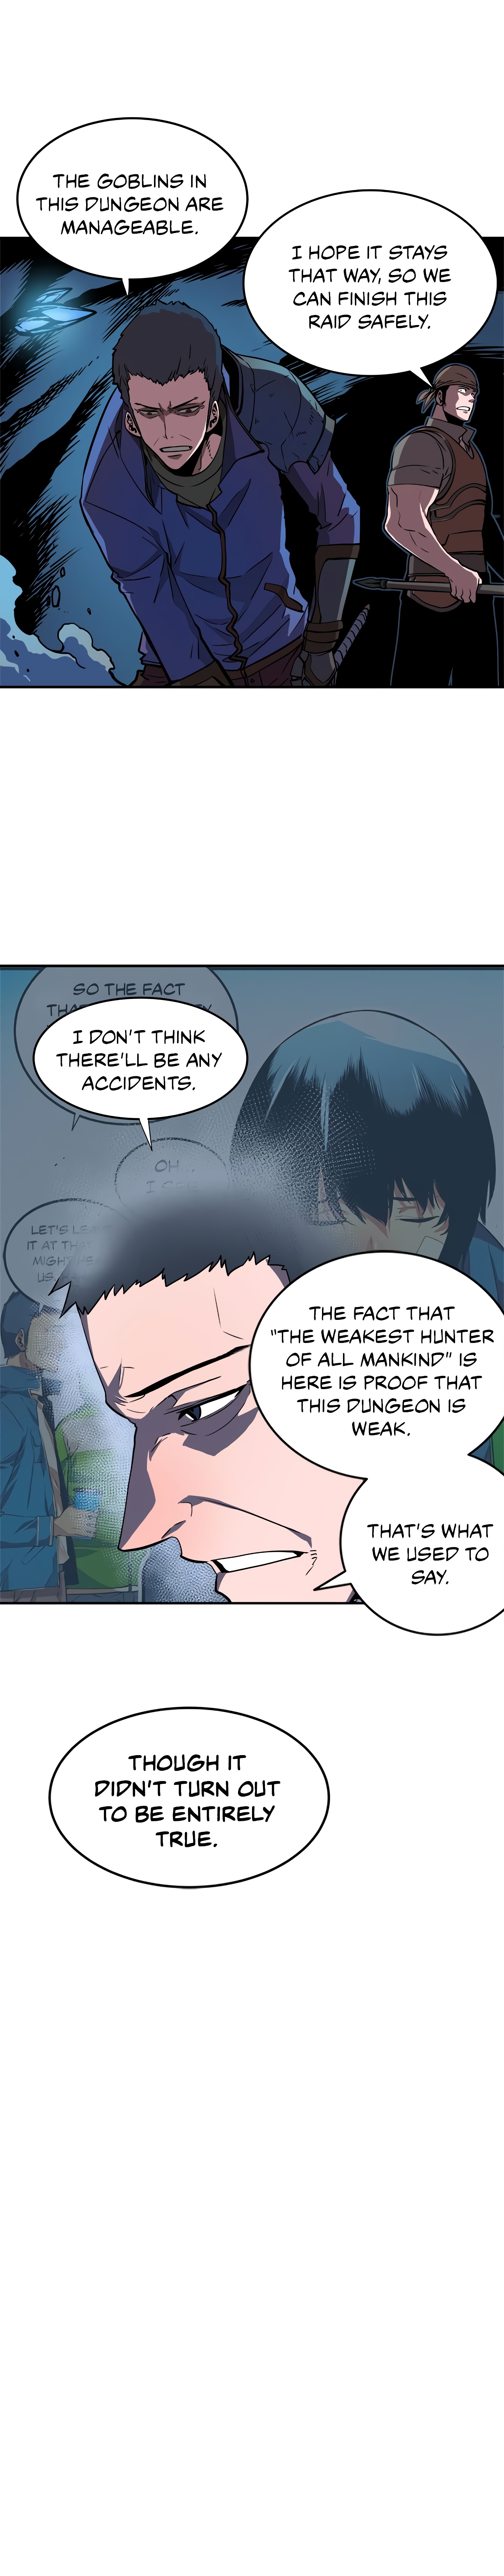 THE GOBLINS IN
THIS DUNGEON ARE
MANAGEABLE.
I HOPE IT STAYS
THAT WAY, SO WE
CAN FINISH THIS
RAID SAFELY.
SO THE FACT
I DON'T THINK
THERE'LL BE ANY
ACCIDENTS.
OH...
I SEE
IT AT
THE FACT THAT
"THE WEAKEST HUNTER
OF ALL MANKIND" IS
HERE IS PROOF THAT
THIS DUNGEON IS
WEAK.
THAT'S WHAT
WE USED TO
SAY.
THOUGH IT
DIDN'T TURN OUT
TO BE ENTIRELY
TRUE.